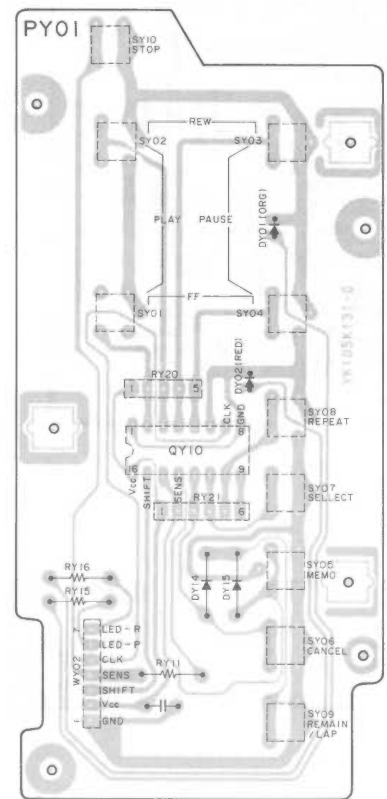 PY01
SY10
STOP
REW
SY02
SY03
PLAY
PAUSE
DY01(ORG)
FF
SY01
SY04
YK105K131-0
RY20
1
5
DY02(RED)
CLK
GND
SY08
REPEAT
1
8
QY10
16
9
Vcc
SHIFT
SENS
RY21
1
6
SY07
SELLECT
RY16
RY15
DY14
DY15
SY05
MEMO
7
LED-R
LED-P
CLK
SENS
SHIFT
Vcc
GND
1
WY02
RY11
SY06
CANCEL
SY09
REMAIN
/LAP